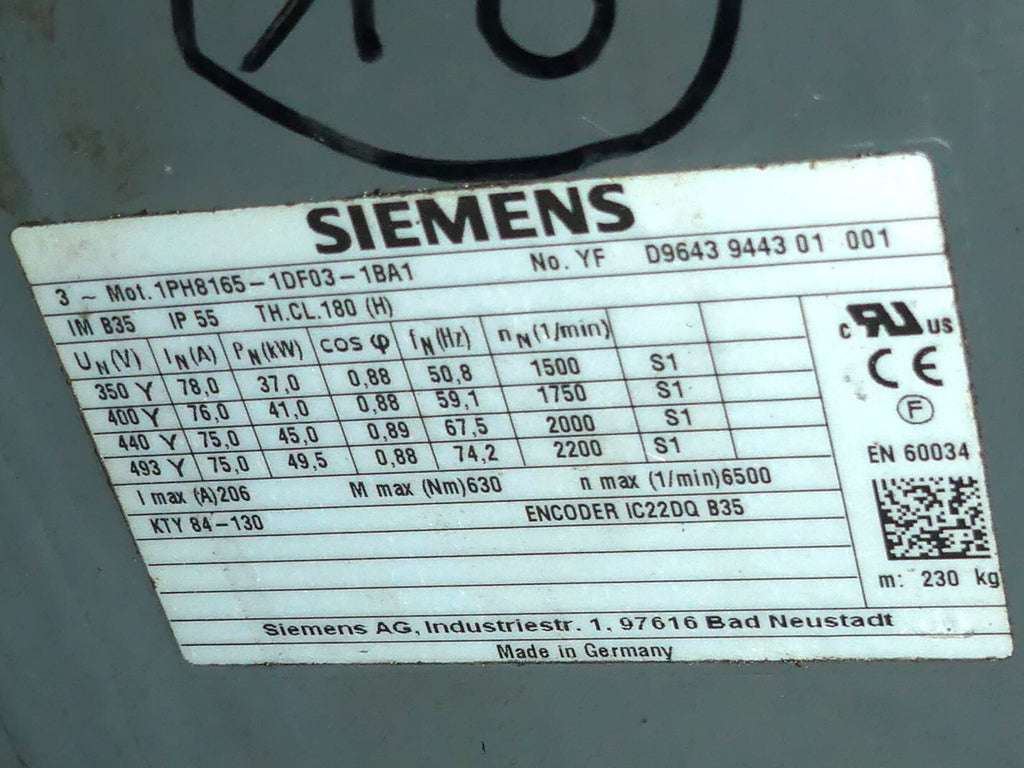 SIEMENS
3 ~ Mot. 1PH8165-1DF03-1BA1 No. YF D9643 9443 01 001
IM B35 IP 55 TH.CL.180 (H)
UN(V) IN(A) PN(kW) cos φ fN(Hz) nN(1/min)
350 Y 78,0 37,0 0,88 50,8 1500 S1
400 Y 76,0 41,0 0,88 59,1 1750 S1
440 Y 75,0 45,0 0,89 67,5 2000 S1
493 Y 75,0 49,5 0,88 74,2 2200 S1
I max (A)206 M max (Nm)630 n max (1/min)6500
KTY 84-130 ENCODER IC22DQ B35
c RU US
CE
F
EN 60034
m: 230 kg
Siemens AG, Industriestr. 1, 97616 Bad Neustadt
Made in Germany